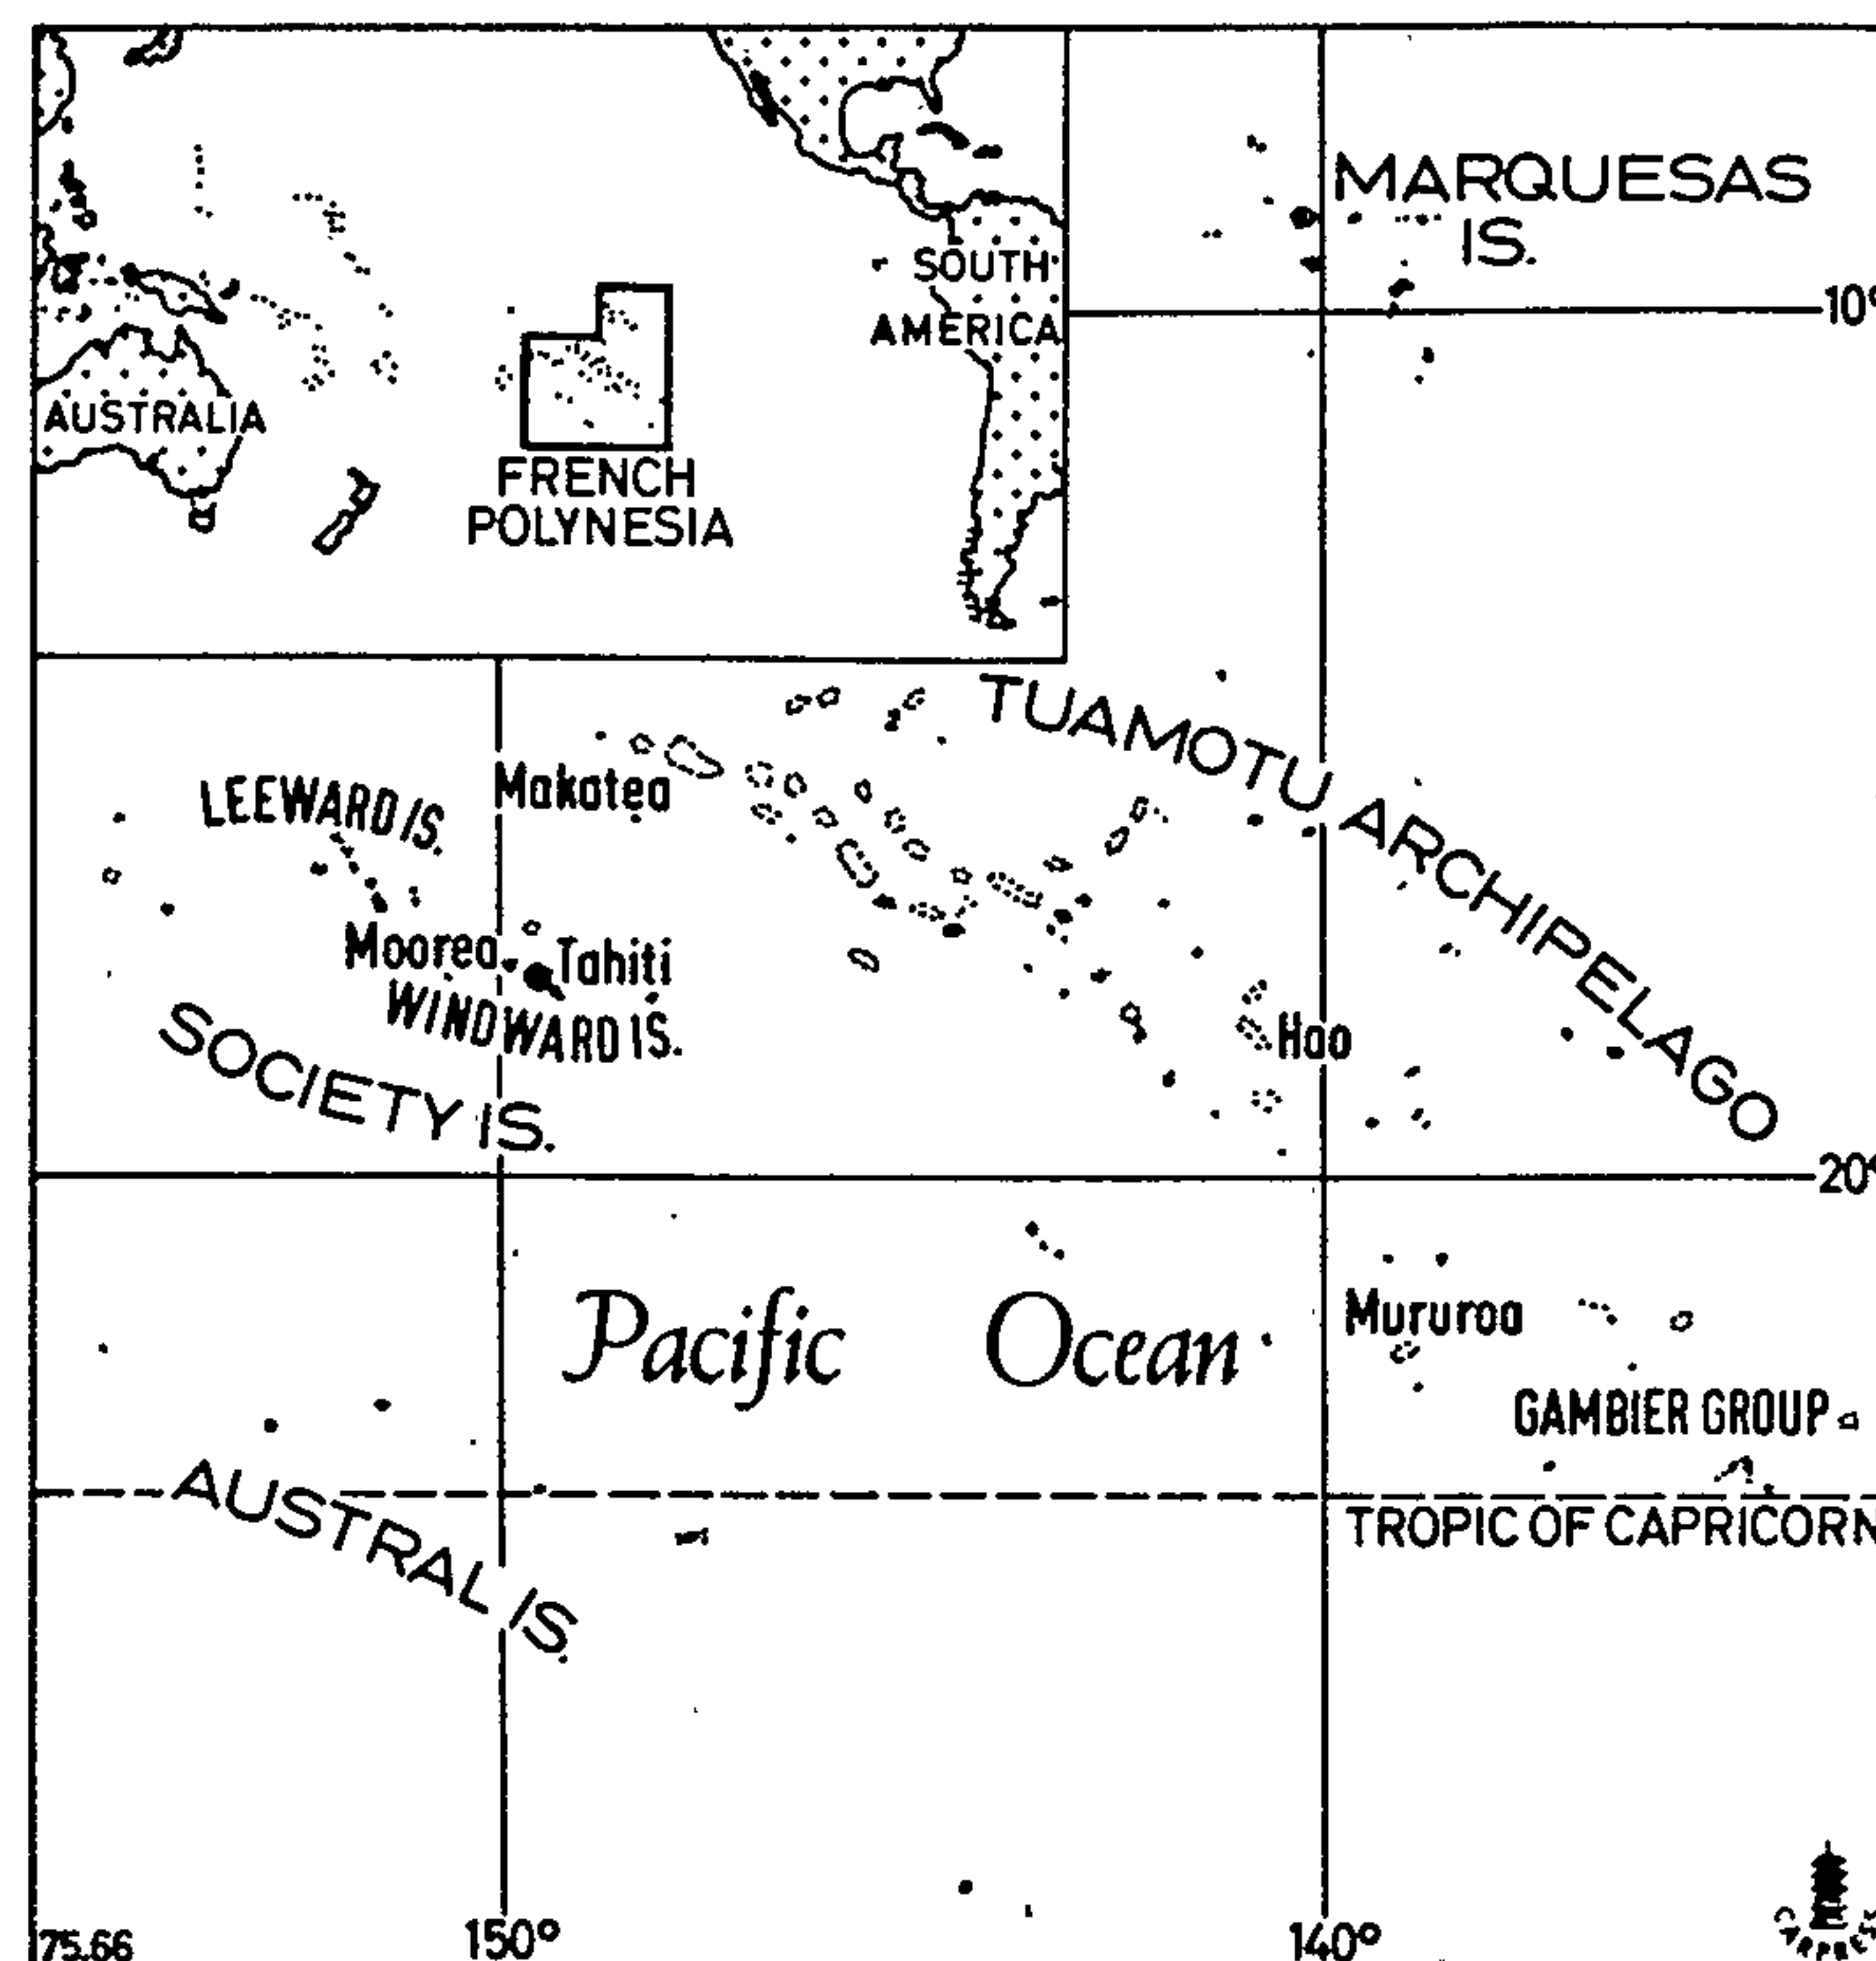 SOUTH
AMERICA
AUSTRALIA
FRENCH
POLYNESIA
MARQUESAS
IS.
10°
TUAMOTU ARCHIPELAGO
LEEWARD IS.
Makatea
Moorea
Tahiti
WINDWARD IS.
SOCIETY IS.
Hao
20°
Pacific Ocean
Mururoa
GAMBIER GROUP
TROPIC OF CAPRICORN
AUSTRAL IS.
75.66
150°
140°